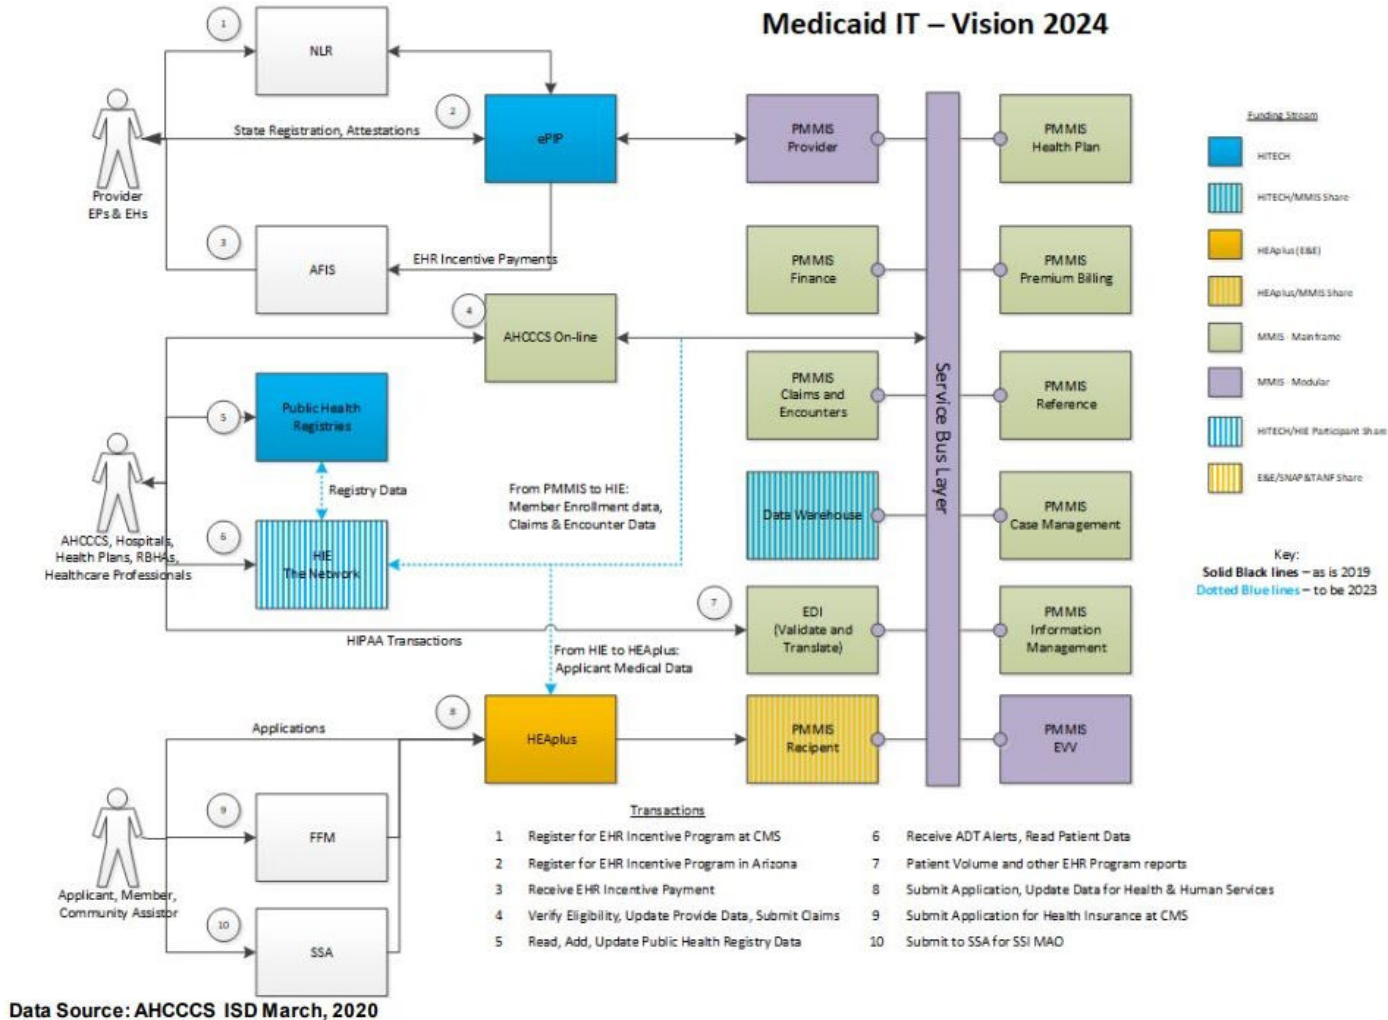 Medicaid IT – Vision 2024
1
NLR
2
State Registration, Attestations
ePIP
PMMIS
Provider
PMMIS
Health Plan
Provider
EPs & EHs
3
AFIS
EHR Incentive Payments
PMMIS
Finance
PMMIS
Premium Billing
4
AHCCCS On-line
5
Public Health
Registries
PMMIS
Claims and
Encounters
PMMIS
Reference
Service Bus Layer
Registry Data
From PMMIS to HIE:
Member Enrollment data,
Claims & Encounter Data
Data Warehouse
PMMIS
Case Management
AHCCCS, Hospitals,
Health Plans, RBHAs,
Healthcare Professionals
6
HIE
The Network
7
HIPAA Transactions
EDI
(Validate and
Translate)
PMMIS
Information
Management
From HIE to HEAplus:
Applicant Medical Data
8
Applications
HEAplus
PMMIS
Recipent
PMMIS
EVV
9
FFM
Applicant, Member,
Community Assistor
10
SSA
Funding Stream
HITECH
HITECH/MMIS Share
HEAplus (E&E)
HEAplus/MMIS Share
MMIS - Mainframe
MMIS - Modular
HITECH/HIE Participant Share
E&E/SNAP&TANF Share
Key:
Solid Black lines – as is 2019
Dotted Blue lines – to be 2023
Transactions
1 Register for EHR Incentive Program at CMS
2 Register for EHR Incentive Program in Arizona
3 Receive EHR Incentive Payment
4 Verify Eligibility, Update Provide Data, Submit Claims
5 Read, Add, Update Public Health Registry Data
6 Receive ADT Alerts, Read Patient Data
7 Patient Volume and other EHR Program reports
8 Submit Application, Update Data for Health & Human Services
9 Submit Application for Health Insurance at CMS
10 Submit to SSA for SSI MAO
Data Source: AHCCCS ISD March, 2020